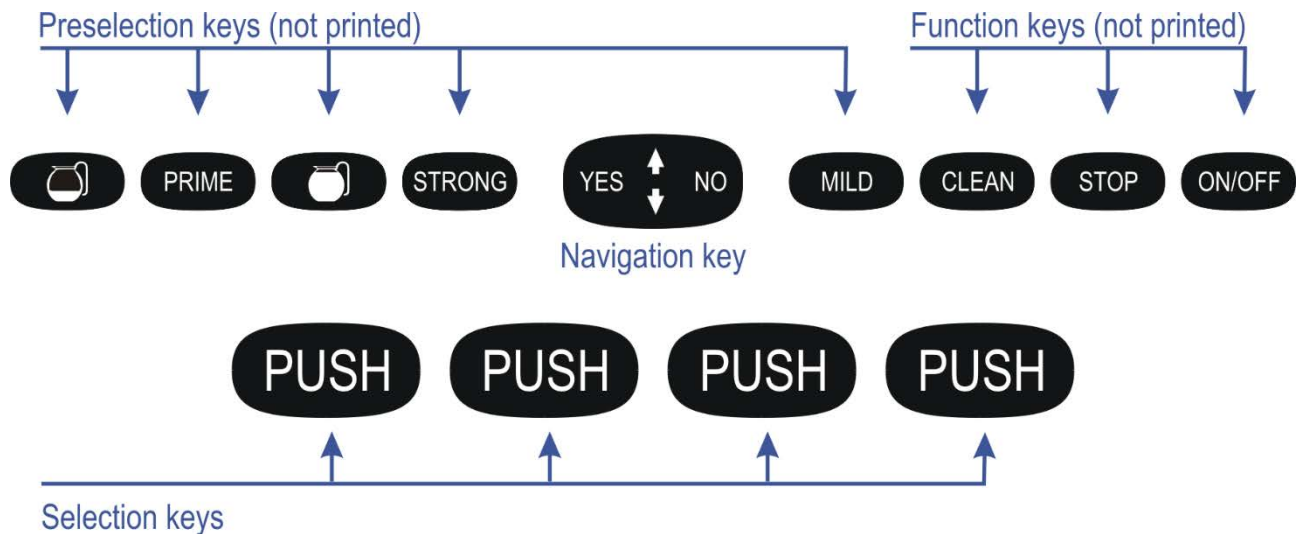 Preselection keys (not printed) Function keys (not printed)
PRIME STRONG YES NO MILD CLEAN STOP ON/OFF
Navigation key
PUSH PUSH PUSH PUSH
Selection keys